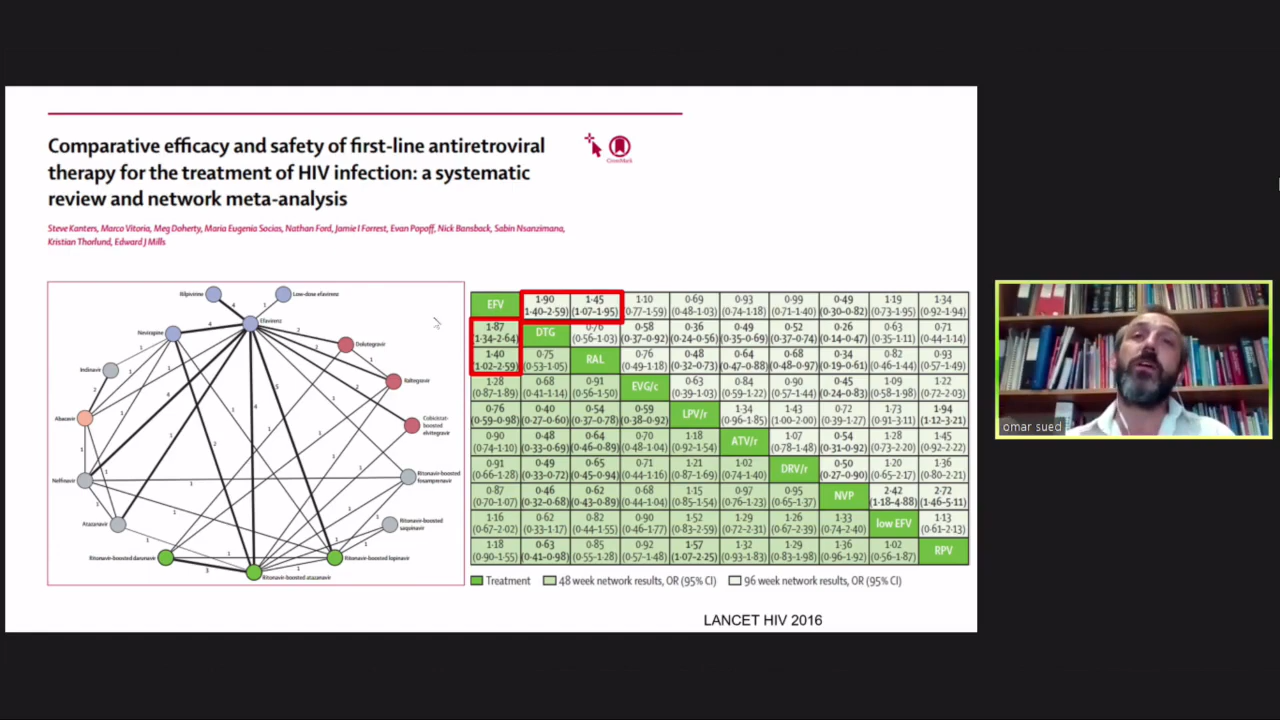 Comparative efficacy and safety of first-line antiretroviral
therapy for the treatment of HIV infection: a systematic
review and network meta-analysis
CrossMark
Steve Kanters, Marco Vitoria, Meg Doherty, Maria Eugenia Socias, Nathan Ford, Jamie I Forrest, Evan Popoff, Nick Bansback, Sabin Nsanzimana,
Kristian Thorlund, Edward J Mills
Rilpivirine
Low-dose efavirenz
Efavirenz
Nevirapine
Dolutegravir
Indinavir
Raltegravir
Abacavir
Cobicistat-
boosted
elvitegravir
Nelfinavir
Ritonavir-boosted
fosamprenavir
Atazanavir
Ritonavir-boosted
saquinavir
Ritonavir-boosted darunavir
Ritonavir-boosted lopinavir
Ritonavir-boosted atazanavir
EFV 1·90 1·45 1·10 0·69 0·93 0·99 0·49 1·19 1·34
(1·40–2·59) (1·07–1·95) (0·77–1·59) (0·48–1·03) (0·74–1·18) (0·71–1·40) (0·30–0·82) (0·73–1·95) (0·92–1·94)
1·87 DTG 0·76 0·58 0·36 0·49 0·52 0·26 0·63 0·71
(1·34–2·64) (0·56–1·03) (0·37–0·92) (0·24–0·56) (0·35–0·69) (0·37–0·74) (0·14–0·47) (0·35–1·11) (0·44–1·14)
1·40 0·75 RAL 0·76 0·48 0·64 0·68 0·34 0·82 0·93
(1·02–2·59) (0·53–1·05) (0·49–1·18) (0·32–0·73) (0·47–0·88) (0·48–0·97) (0·19–0·61) (0·46–1·44) (0·57–1·49)
1·28 0·68 0·91 EVG/c 0·63 0·84 0·90 0·45 1·09 1·22
(0·87–1·89) (0·41–1·14) (0·56–1·50) (0·39–1·03) (0·59–1·22) (0·57–1·44) (0·24–0·83) (0·58–1·98) (0·72–2·03)
0·76 0·40 0·54 0·59 LPV/r 1·34 1·43 0·72 1·73 1·94
(0·59–0·98) (0·27–0·60) (0·37–0·78) (0·38–0·92) (0·96–1·85) (1·00–2·00) (0·39–1·27) (0·91–3·11) (1·12–3·21)
0·90 0·48 0·64 0·70 1·18 ATV/r 1·07 0·54 1·28 1·45
(0·74–1·10) (0·33–0·68) (0·46–0·89) (0·48–1·04) (0·92–1·54) (0·78–1·48) (0·31–0·92) (0·73–2·20) (0·92–2·22)
0·91 0·49 0·65 0·71 1·21 1·02 DRV/r 0·50 1·20 1·36
(0·66–1·28) (0·33–0·72) (0·45–0·94) (0·44–1·16) (0·87–1·69) (0·74–1·40) (0·27–0·90) (0·65–2·17) (0·80–2·21)
0·87 0·46 0·62 0·68 1·15 0·97 0·95 NVP 2·42 2·72
(0·70–1·07) (0·32–0·68) (0·43–0·89) (0·44–1·04) (0·85–1·54) (0·76–1·23) (0·65–1·37) (1·18–4·88) (1·46–5·11)
1·16 0·62 0·82 0·90 1·52 1·29 1·26 1·33 low EFV 1·13
(0·67–2·02) (0·33–1·17) (0·44–1·55) (0·46–1·77) (0·83–2·59) (0·72–2·31) (0·67–2·39) (0·74–2·40) (0·61–2·13)
1·18 0·63 0·85 0·92 1·57 1·32 1·29 1·36 1·02 RPV
(0·90–1·55) (0·41–0·98) (0·55–1·28) (0·57–1·48) (1·07–2·25) (0·93–1·83) (0·83–1·98) (0·96–1·92) (0·56–1·87)
Treatment 48 week network results, OR (95% CI) 96 week network results, OR (95% CI)
LANCET HIV 2016
omar sued